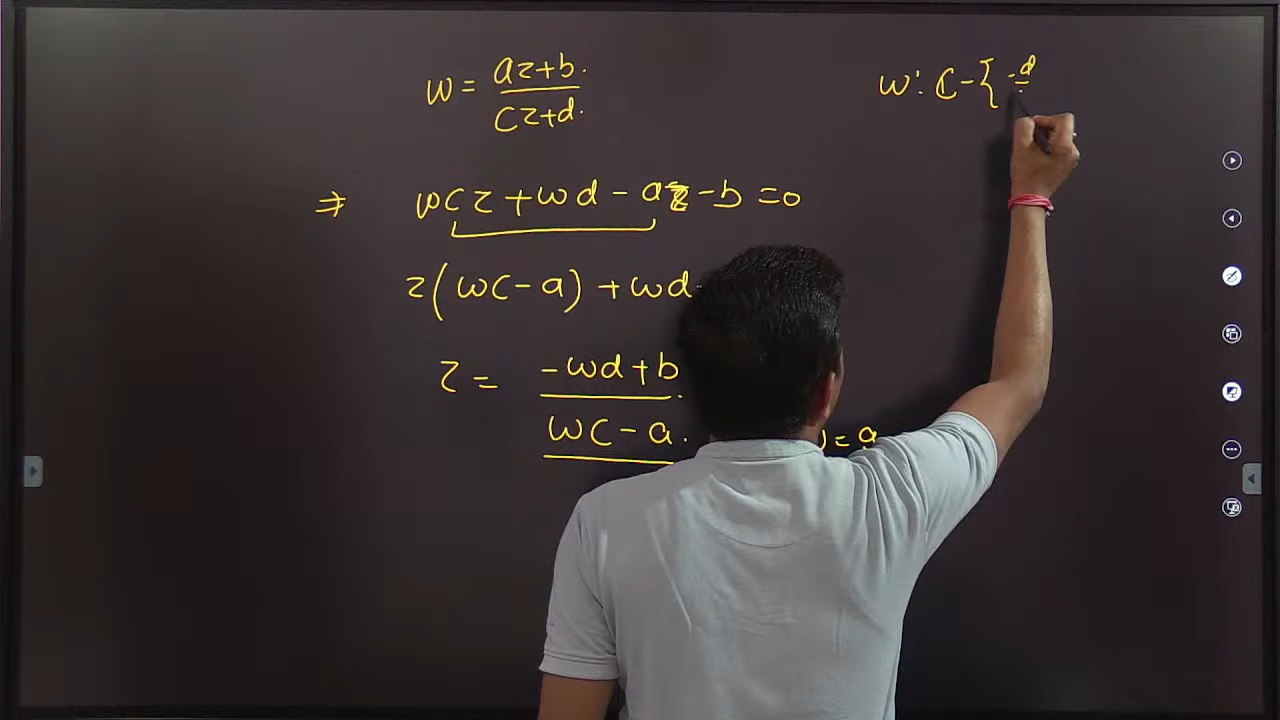 w = az+b / cz+d
w: ℂ-{ -d
⇒ wcz + wd - az - b = 0
z(wc-a) + wd-
z = -wd+b / wc-a
= a